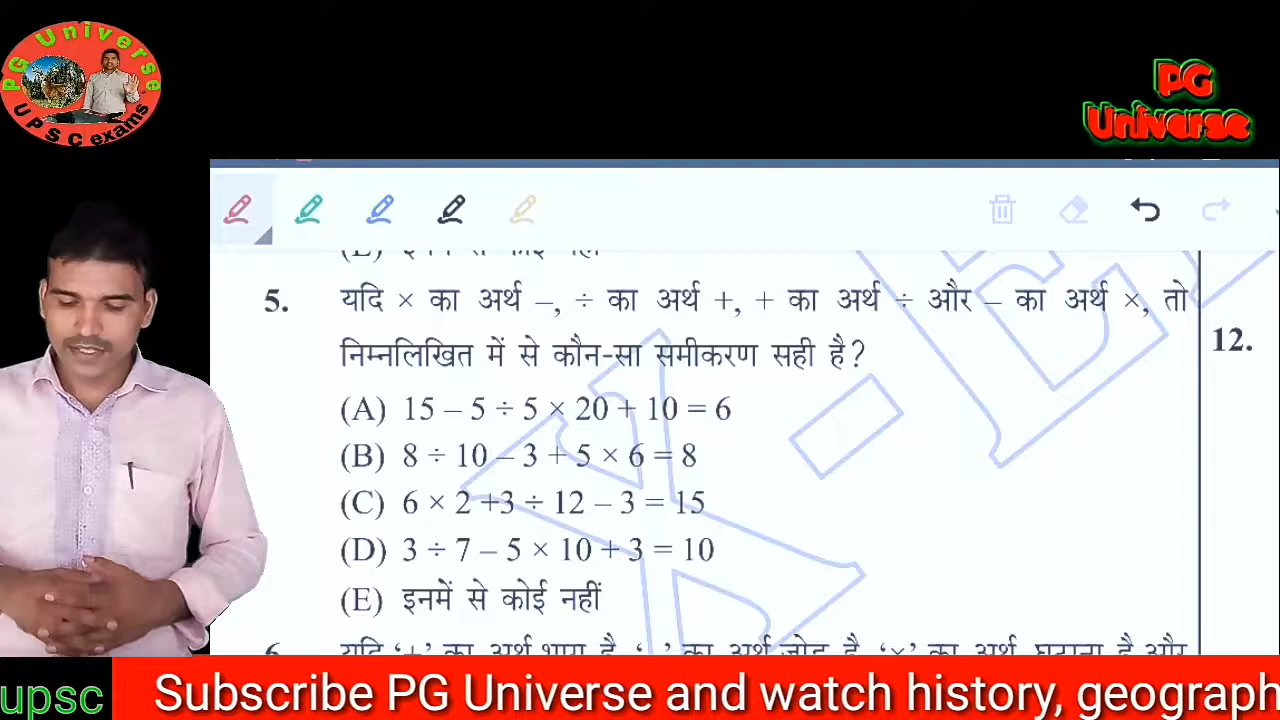 PG Universe
UPSC exams
PG
Universe
5. यदि × का अर्थ –, ÷ का अर्थ +, + का अर्थ ÷ और – का अर्थ ×, तो
निम्नलिखित में से कौन-सा समीकरण सही है?
(A) 15 – 5 ÷ 5 × 20 + 10 = 6
(B) 8 ÷ 10 – 3 + 5 × 6 = 8
(C) 6 × 2 +3 ÷ 12 – 3 = 15
(D) 3 ÷ 7 – 5 × 10 + 3 = 10
(E) इनमें से कोई नहीं
12.
upsc
Subscribe PG Universe and watch history, geograph